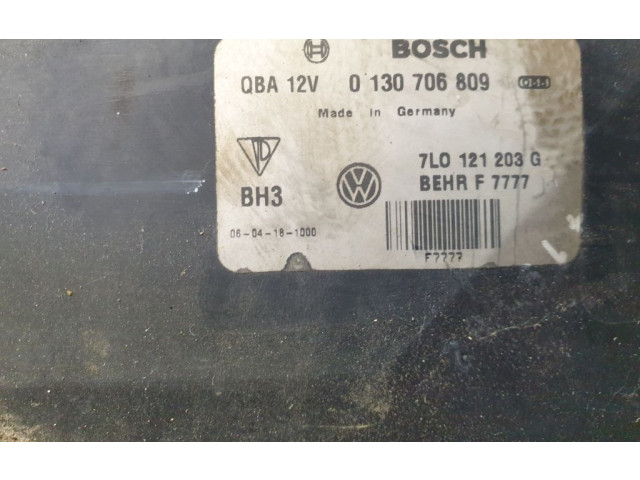 BOSCH
QBA 12V 0 130 706 809
Made in Germany
7L0 121 203 G
BEHR F 7777
BH3
06-04-18-1000
F7777